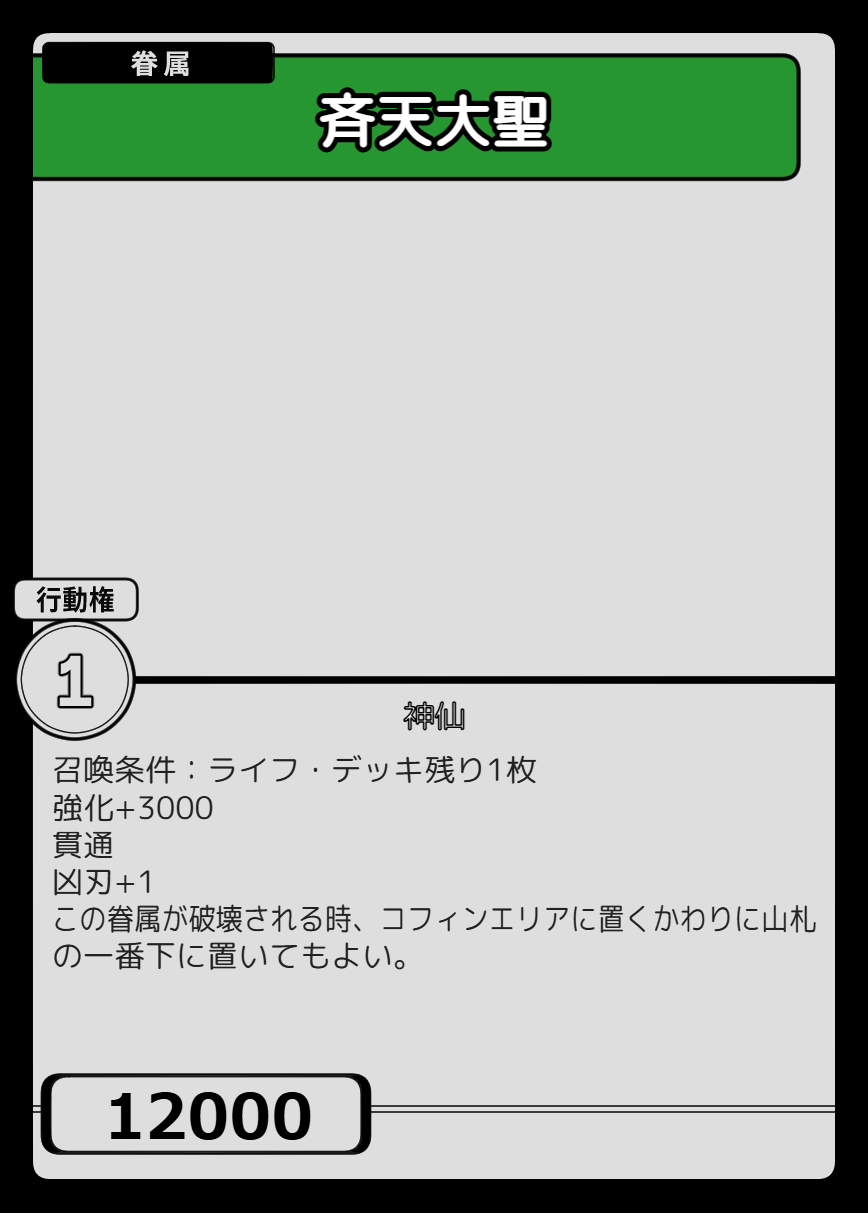 眷属
斉天大聖
行動権
1
神仙
召喚条件：ライフ・デッキ残り1枚
強化+3000
貫通
凶刃+1
この眷属が破壊される時、コフィンエリアに置くかわりに山札
の一番下に置いてもよい。
12000